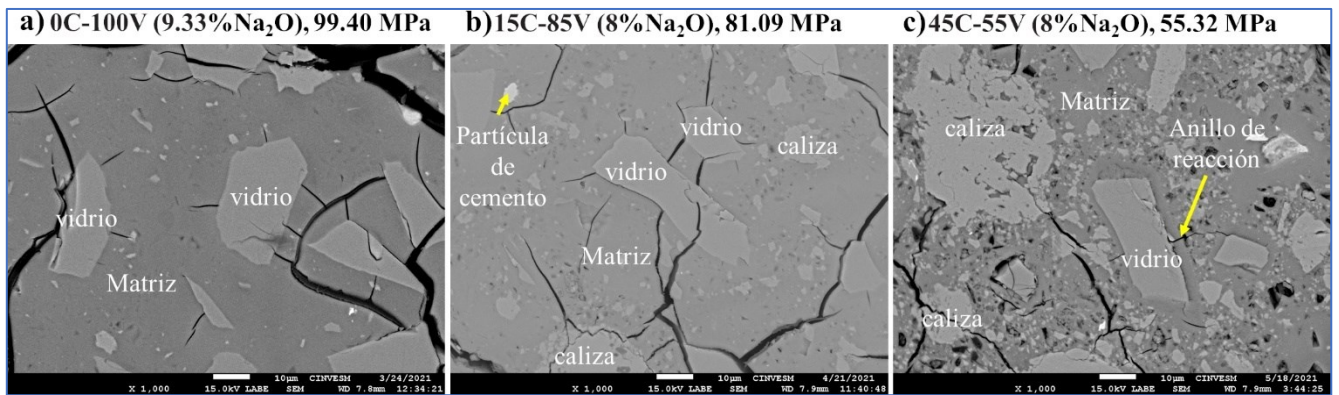 a) 0C-100V (9.33%Na₂O), 99.40 MPa
vidrio
vidrio
Matriz
10µm CINVESM 3/24/2021
X 1,000 15.0kV LABE SEM WD 7.8mm 12:34:21
b) 15C-85V (8%Na₂O), 81.09 MPa
Partícula
de
cemento
vidrio
vidrio
caliza
Matriz
caliza
10µm CINVESM 4/21/2021
X 1,000 15.0kV LABE SEM WD 7.9mm 11:40:48
c) 45C-55V (8%Na₂O), 55.32 MPa
Matriz
caliza
Anillo de
reacción
vidrio
caliza
10µm CINVESM 5/18/2021
X 1,000 15.0kV LABE SEM WD 7.9mm 3:44:25